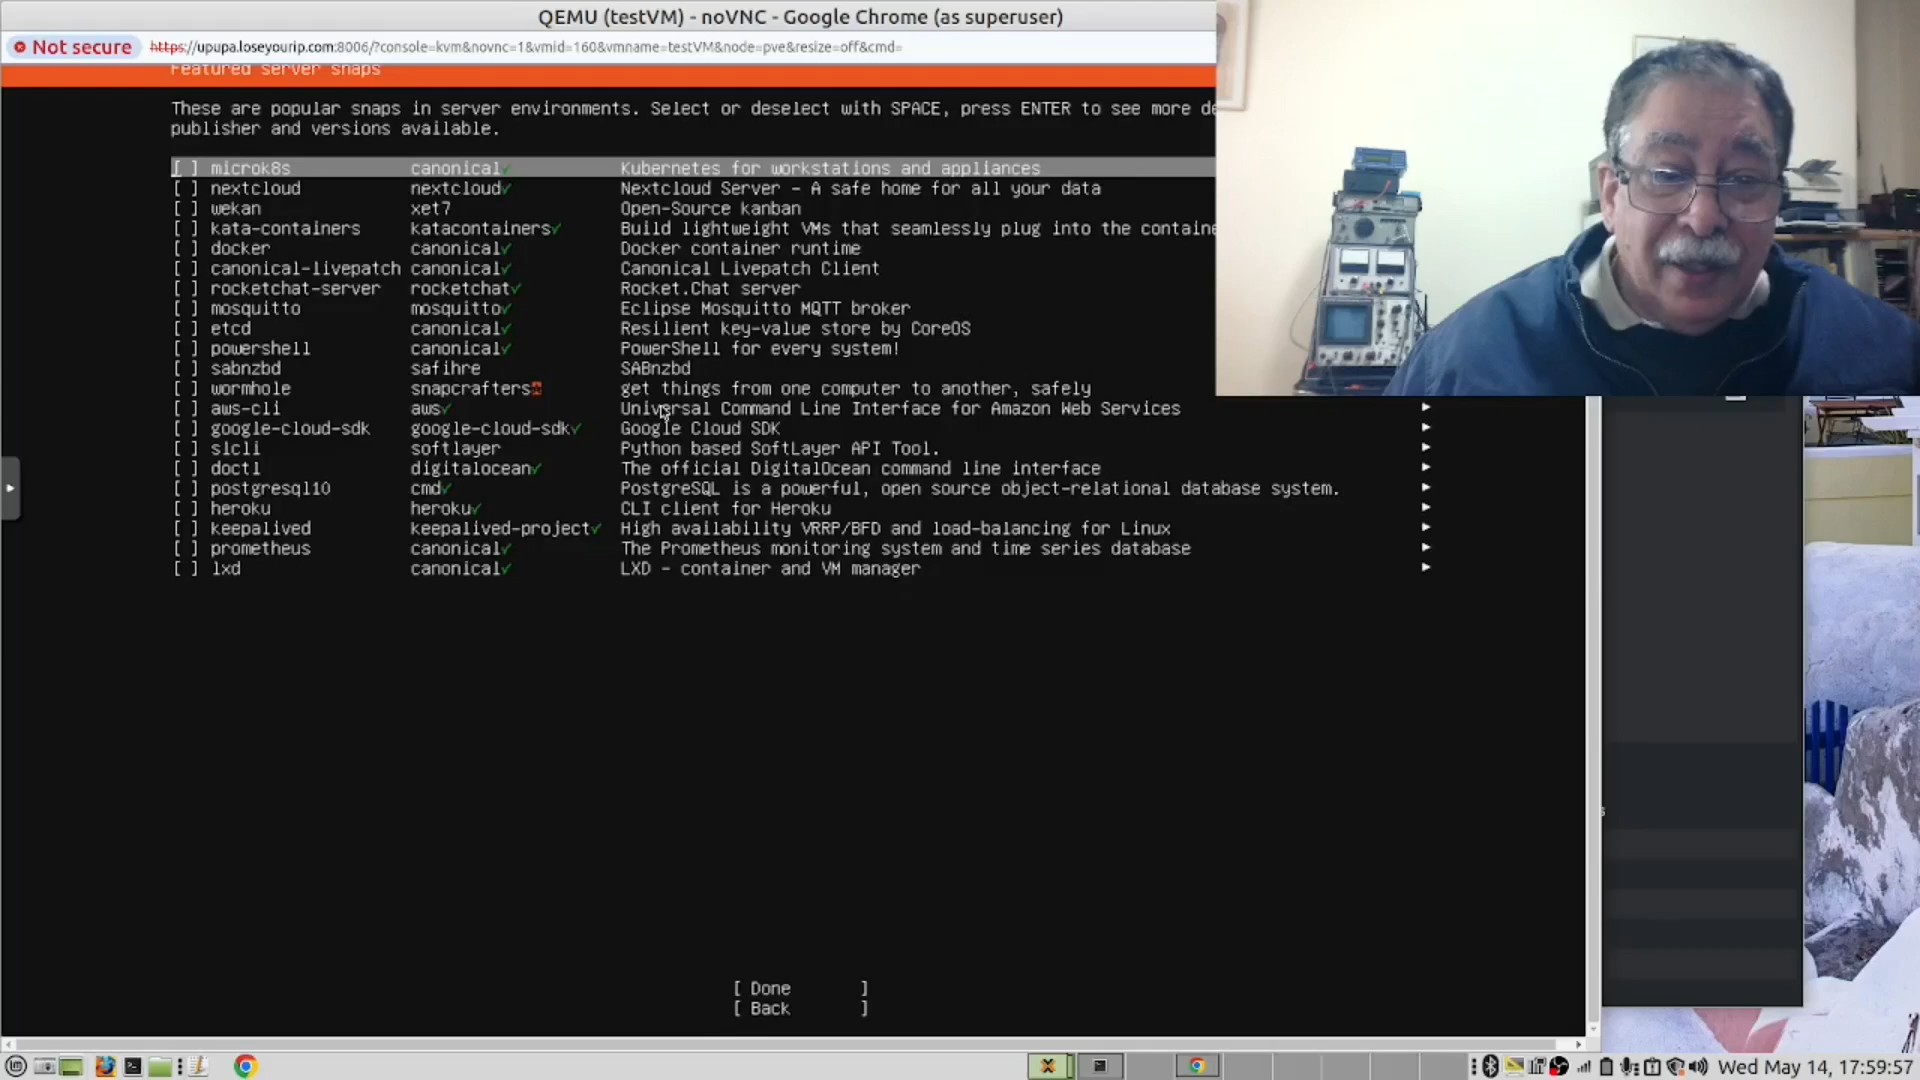 QEMU (testVM) - noVNC - Google Chrome (as superuser)
Not secure https://upupa.loseyourip.com:8006/?console=kvm&novnc=1&vmid=160&vmname=testVM&node=pve&resize=off&cmd=
Featured server snaps
These are popular snaps in server environments. Select or deselect with SPACE, press ENTER to see more de
publisher and versions available.
[ ] microk8s canonical✓ Kubernetes for workstations and appliances
[ ] nextcloud nextcloud✓ Nextcloud Server - A safe home for all your data
[ ] wekan xet7 Open-Source kanban
[ ] kata-containers katacontainers✓ Build lightweight VMs that seamlessly plug into the containe
[ ] docker canonical✓ Docker container runtime
[ ] canonical-livepatch canonical✓ Canonical Livepatch Client
[ ] rocketchat-server rocketchat✓ Rocket.Chat server
[ ] mosquitto mosquitto✓ Eclipse Mosquitto MQTT broker
[ ] etcd canonical✓ Resilient key-value store by CoreOS
[ ] powershell canonical✓ PowerShell for every system!
[ ] sabnzbd safihre SABnzbd
[ ] wormhole snapcrafters get things from one computer to another, safely
[ ] aws-cli aws✓ Universal Command Line Interface for Amazon Web Services ►
[ ] google-cloud-sdk google-cloud-sdk✓ Google Cloud SDK ►
[ ] slcli softlayer Python based SoftLayer API Tool. ►
[ ] doctl digitalocean✓ The official DigitalOcean command line interface ►
[ ] postgresql10 cmd✓ PostgreSQL is a powerful, open source object-relational database system. ►
[ ] heroku heroku✓ CLI client for Heroku ►
[ ] keepalived keepalived-project✓ High availability VRRP/BFD and load-balancing for Linux ►
[ ] prometheus canonical✓ The Prometheus monitoring system and time series database ►
[ ] lxd canonical✓ LXD - container and VM manager ►
[ Done ]
[ Back ]
Wed May 14, 17:59:57